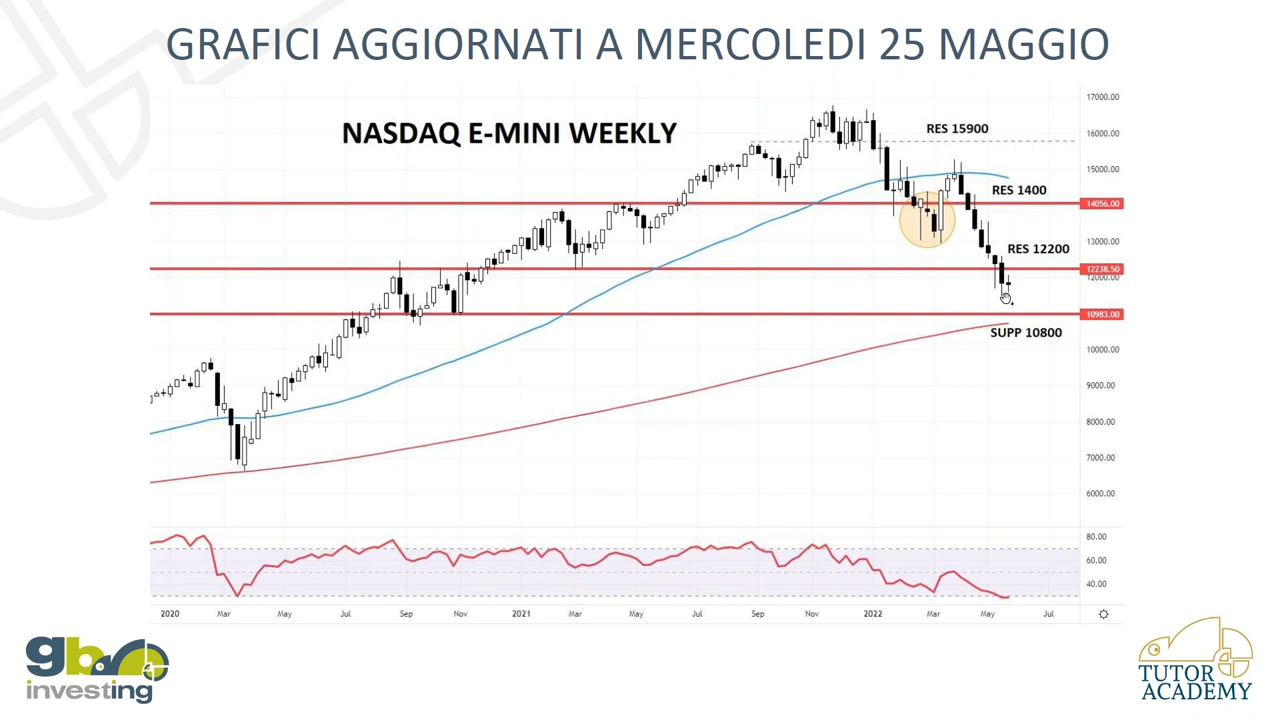 GRAFICI AGGIORNATI A MERCOLEDI 25 MAGGIO
NASDAQ E-MINI WEEKLY
RES 15900
RES 1400
RES 12200
SUPP 10800
17000.00
16000.00
15000.00
14056.00
13000.00
12238.50
12000.00
10983.00
10000.00
9000.00
8000.00
7000.00
6000.00
80.00
60.00
40.00
2020 Mar May Jul Sep Nov 2021 Mar May Jul Sep Nov 2022 Mar May Jul
gb
investing
TUTOR
ACADEMY